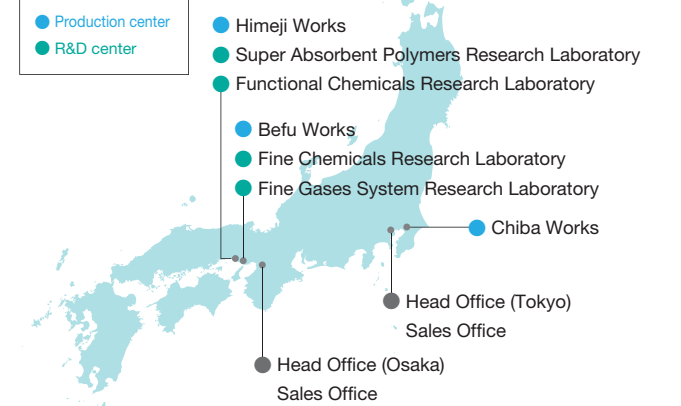 Production center
R&D center
Himeji Works
Super Absorbent Polymers Research Laboratory
Functional Chemicals Research Laboratory
Befu Works
Fine Chemicals Research Laboratory
Fine Gases System Research Laboratory
Chiba Works
Head Office (Tokyo)
Sales Office
Head Office (Osaka)
Sales Office